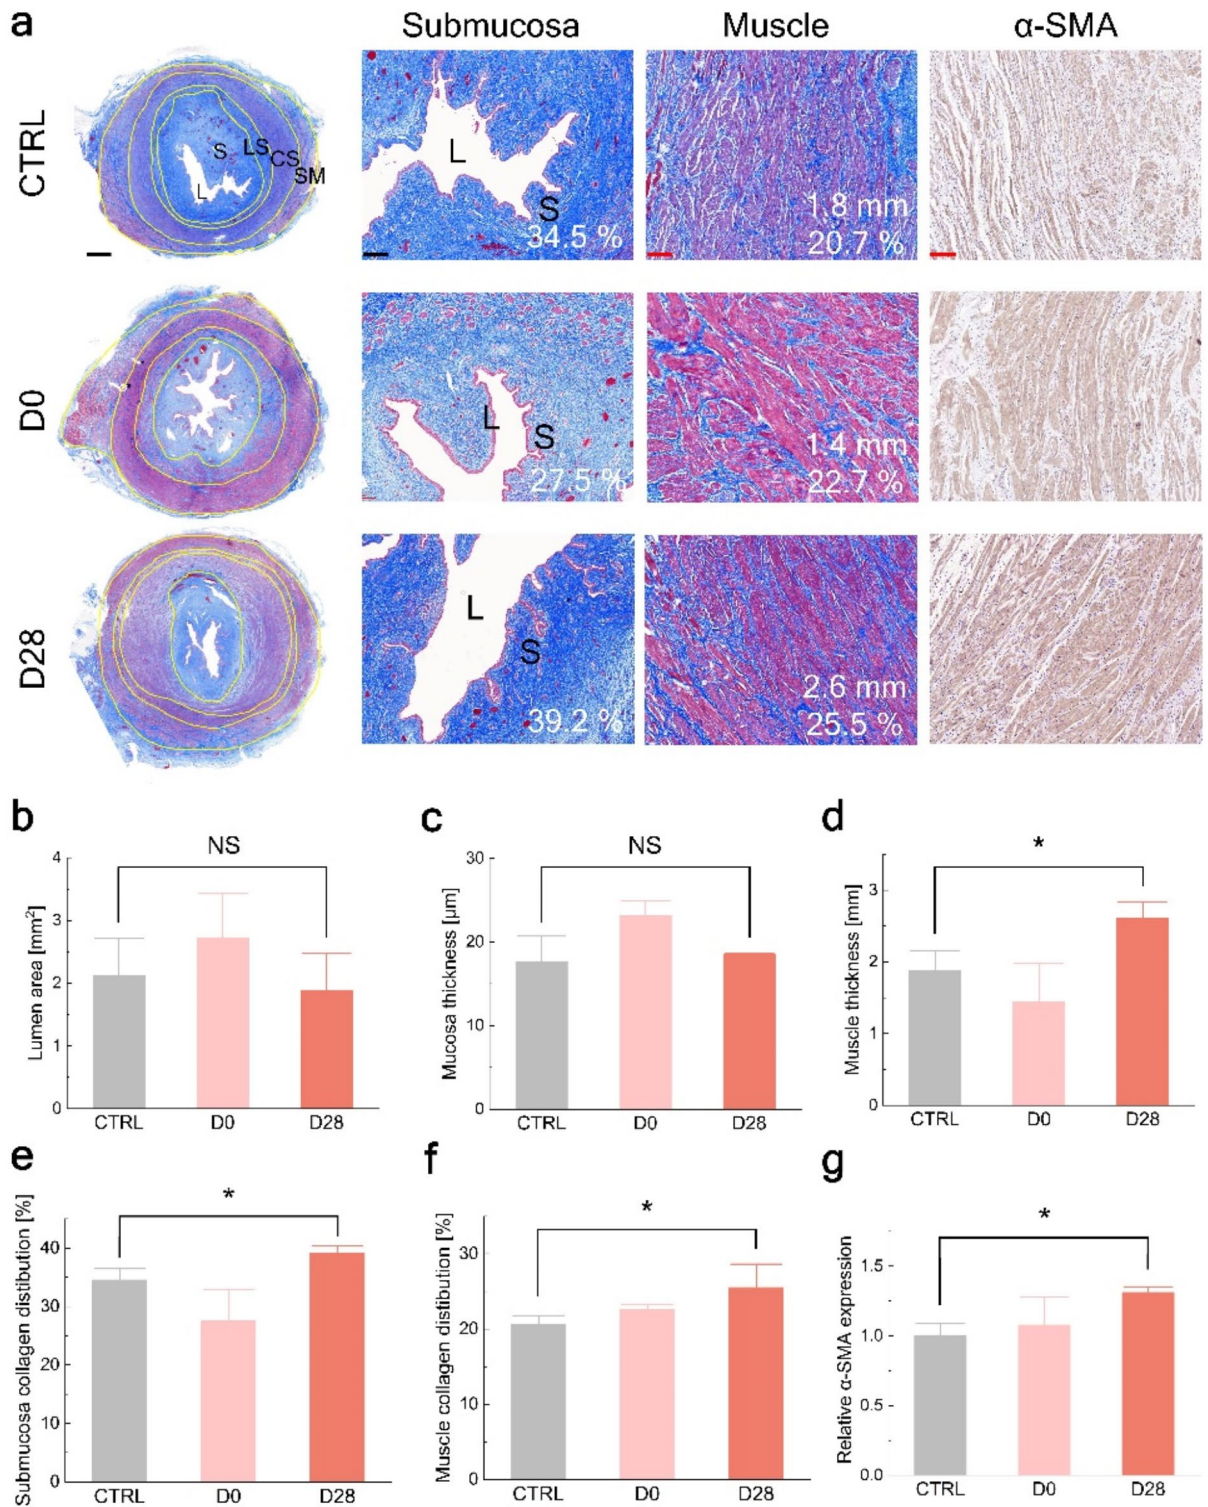 a
Submucosa
Muscle
α-SMA
CTRL
S
LS
CS
SM
L
L
S
34.5 %
1.8 mm
20.7 %
D0
L
S
27.5 %
1.4 mm
22.7 %
D28
L
S
39.2 %
2.6 mm
25.5 %
b
NS
Lumen area [mm²]
4
3
2
1
0
CTRL
D0
D28
c
NS
Mucosa thickness [μm]
30
20
10
0
CTRL
D0
D28
d
*
Muscle thickness [mm]
3
2
1
0
CTRL
D0
D28
e
*
Submucosa collagen distibution [%]
40
30
20
10
0
CTRL
D0
D28
f
*
Muscle collagen distibution [%]
30
20
10
0
CTRL
D0
D28
g
*
Relative α-SMA expression
1.5
1.0
0.5
0.0
CTRL
D0
D28